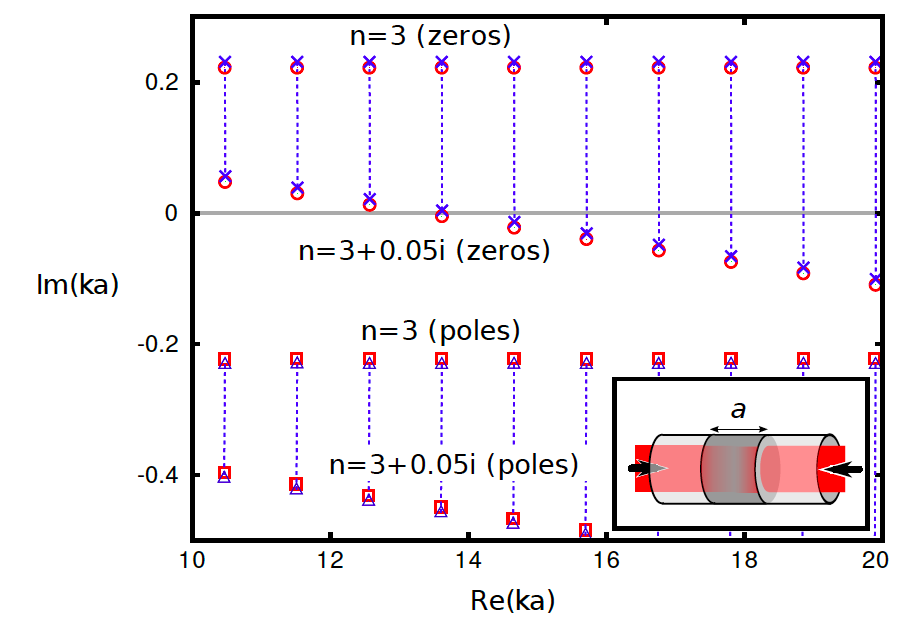 n=3 (zeros)
0.2
0
n=3+0.05i (zeros)
Im(ka)
n=3 (poles)
-0.2
a
n=3+0.05i (poles)
-0.4
10 12 14 16 18 20
Re(ka)